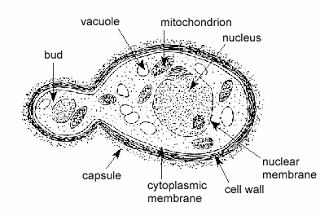 vacuole
mitochondrion
nucleus
bud
nuclear
membrane
capsule
cytoplasmic
membrane
cell wall